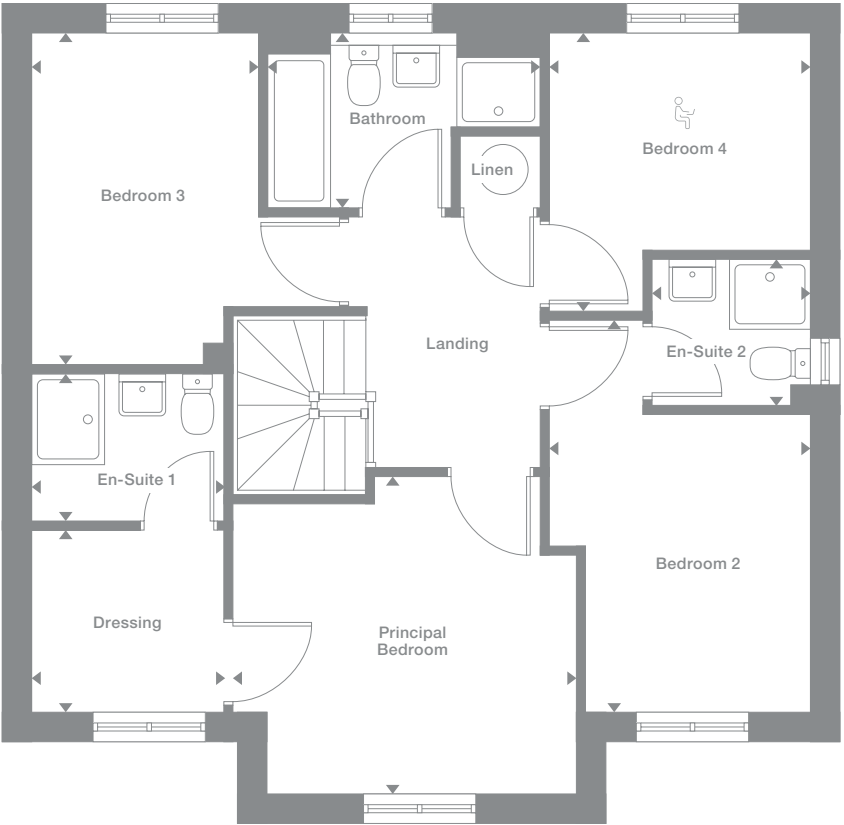 Bathroom
Bedroom 4
Linen
Bedroom 3
Landing
En-Suite 2
En-Suite 1
Bedroom 2
Dressing
Principal
Bedroom